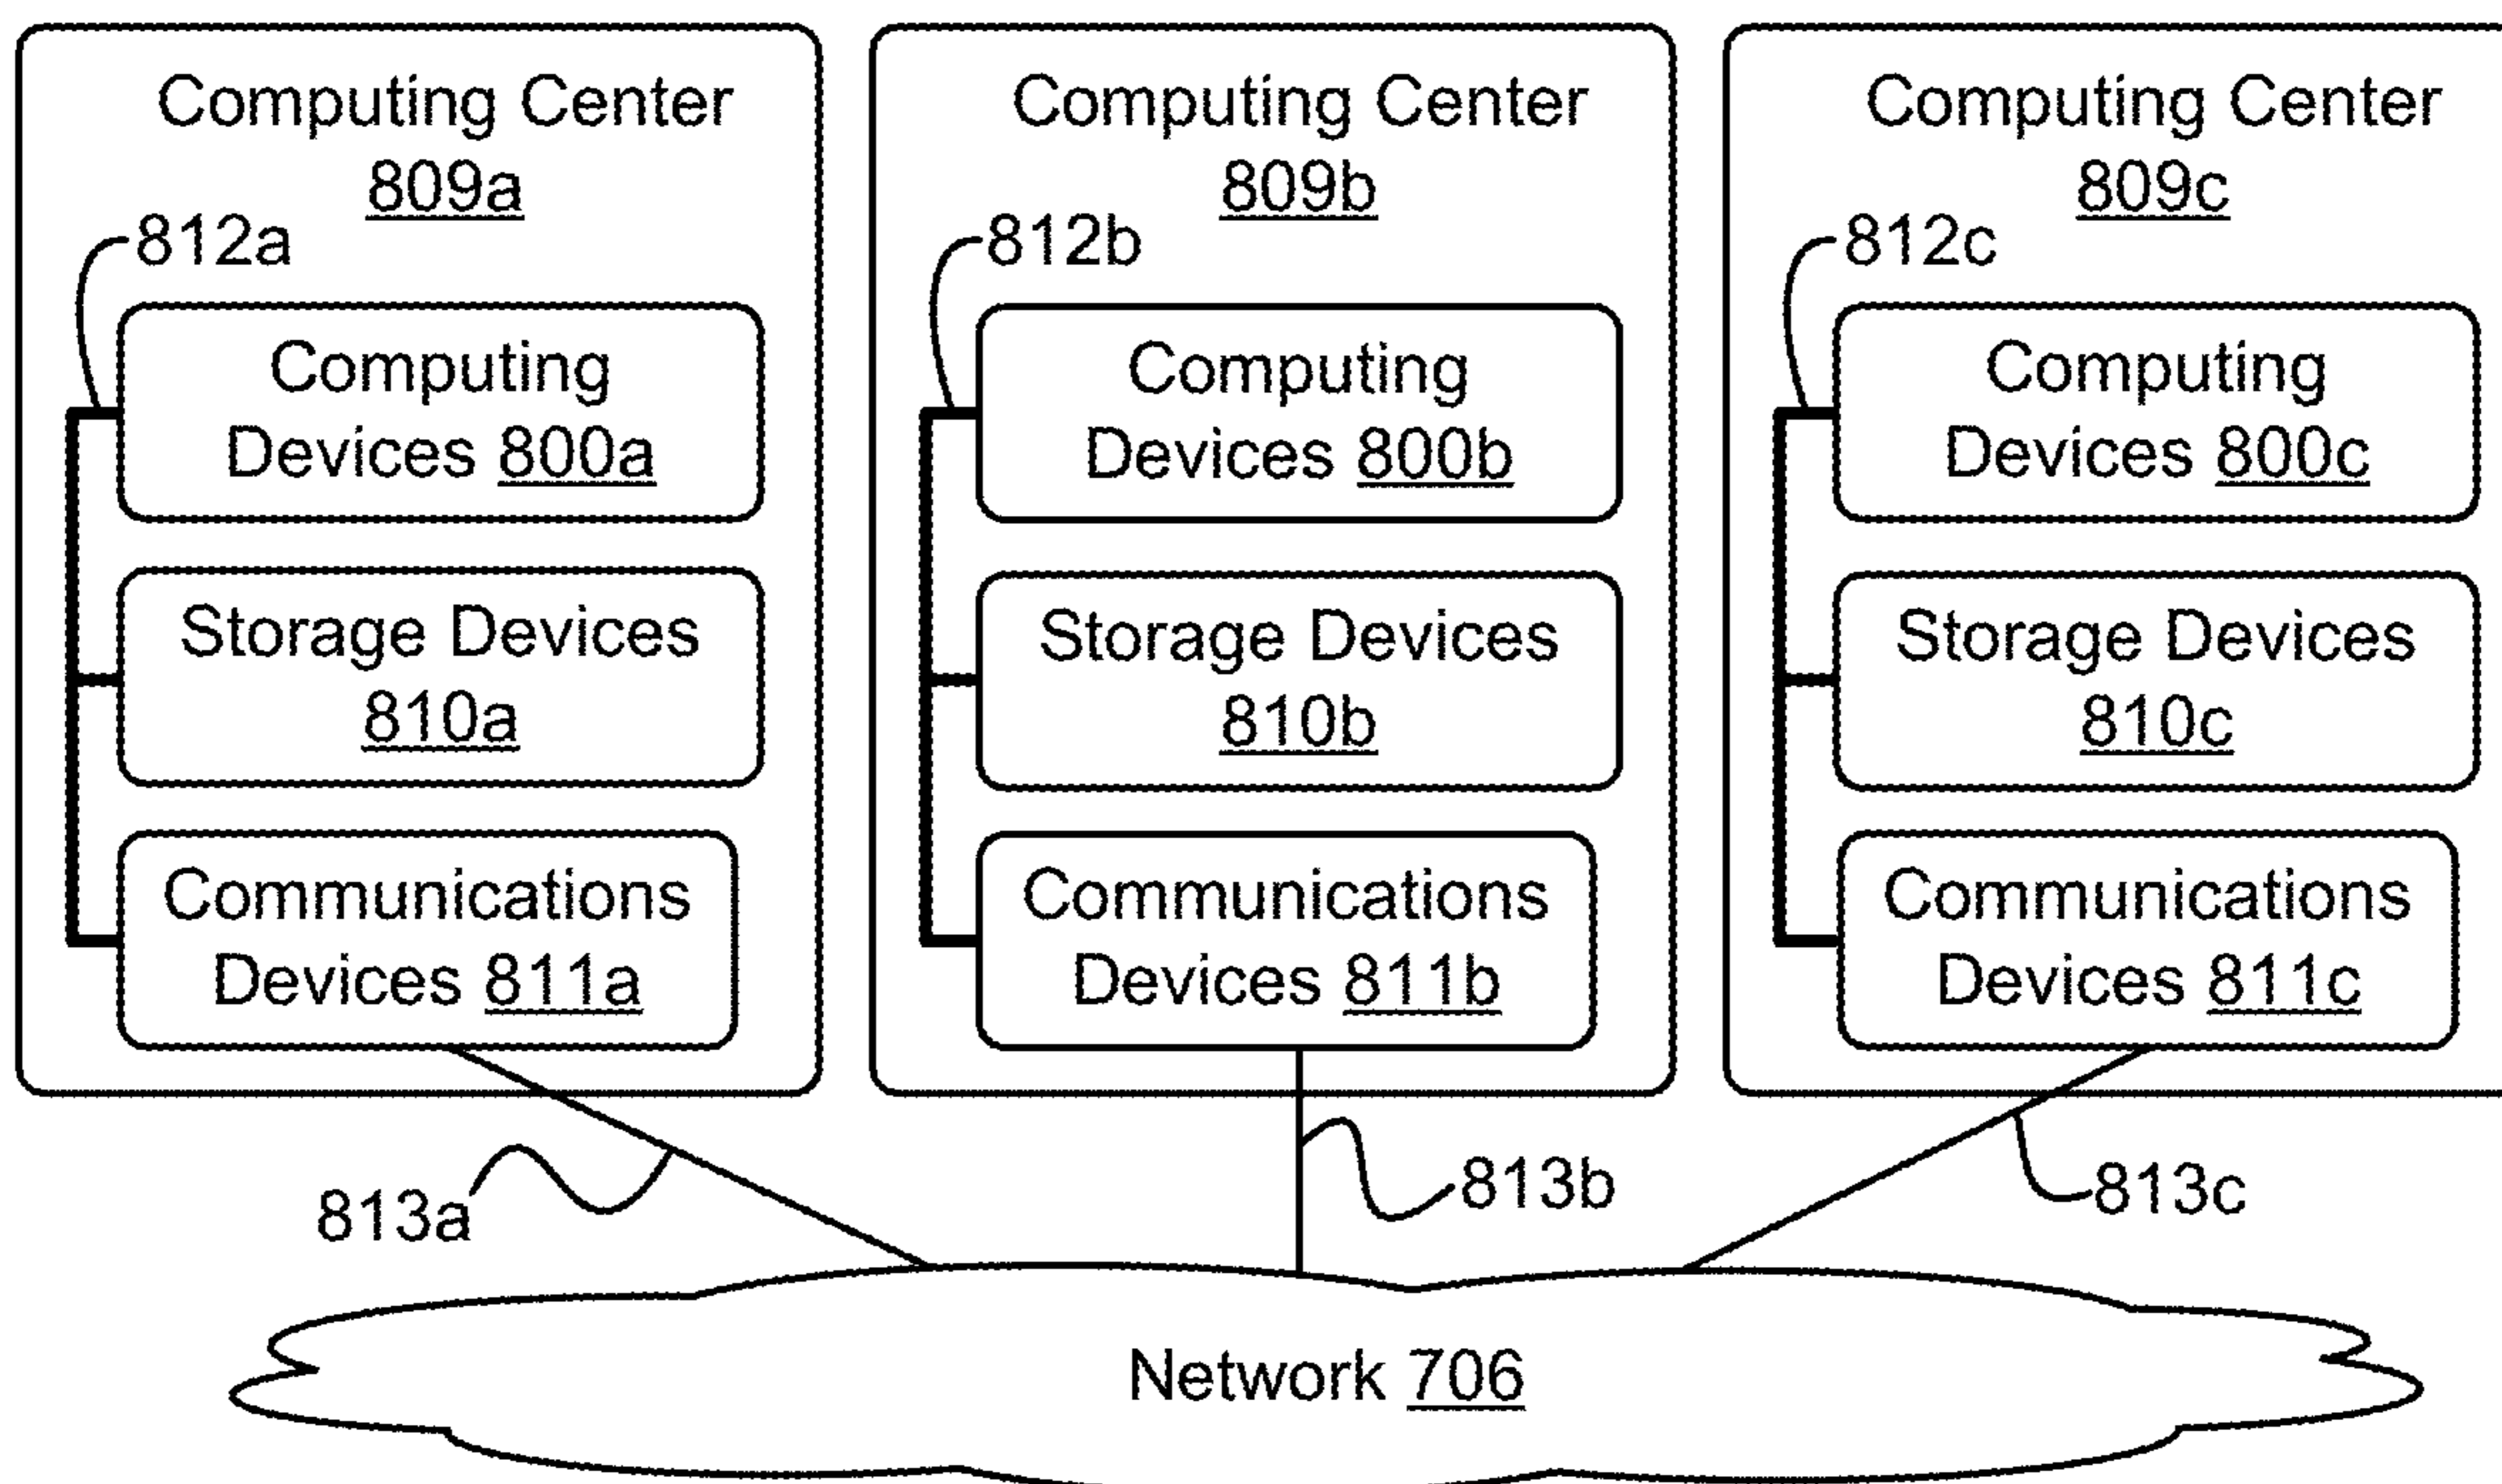 Computing Center
809a
812a
Computing
Devices 800a
Storage Devices
810a
Communications
Devices 811a
Computing Center
809b
812b
Computing
Devices 800b
Storage Devices
810b
Communications
Devices 811b
Computing Center
809c
812c
Computing
Devices 800c
Storage Devices
810c
Communications
Devices 811c
813a
813b
813c
Network 706